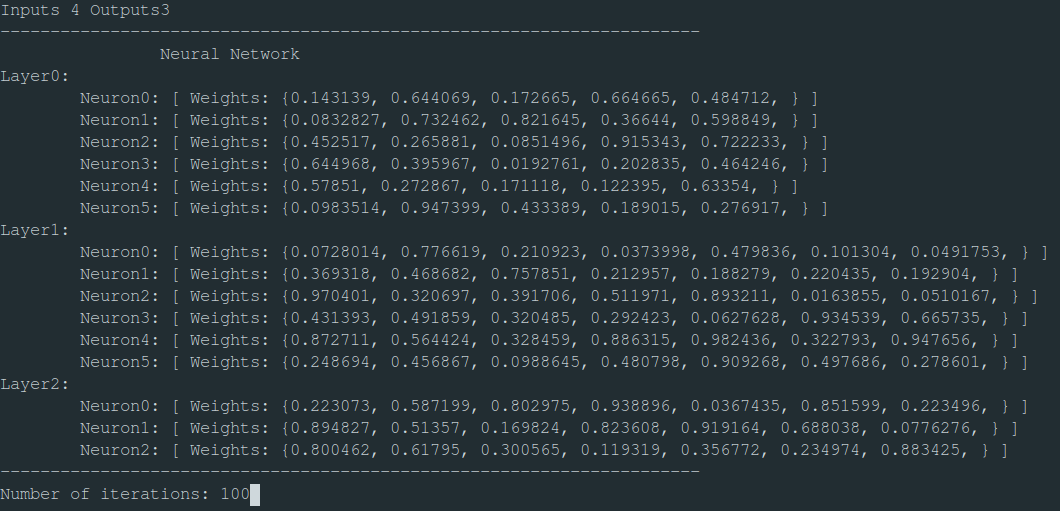 Inputs 4 Outputs3
----------------------------------------------------------------------
Neural Network
Layer0:
Neuron0: [ Weights: {0.143139, 0.644069, 0.172665, 0.664665, 0.484712, } ]
Neuron1: [ Weights: {0.0832827, 0.732462, 0.821645, 0.36644, 0.598849, } ]
Neuron2: [ Weights: {0.452517, 0.265881, 0.0851496, 0.915343, 0.722233, } ]
Neuron3: [ Weights: {0.644968, 0.395967, 0.0192761, 0.202835, 0.464246, } ]
Neuron4: [ Weights: {0.57851, 0.272867, 0.171118, 0.122395, 0.63354, } ]
Neuron5: [ Weights: {0.0983514, 0.947399, 0.433389, 0.189015, 0.276917, } ]
Layer1:
Neuron0: [ Weights: {0.0728014, 0.776619, 0.210923, 0.0373998, 0.479836, 0.101304, 0.0491753, } ]
Neuron1: [ Weights: {0.369318, 0.468682, 0.757851, 0.212957, 0.188279, 0.220435, 0.192904, } ]
Neuron2: [ Weights: {0.970401, 0.320697, 0.391706, 0.511971, 0.893211, 0.0163855, 0.0510167, } ]
Neuron3: [ Weights: {0.431393, 0.491859, 0.320485, 0.292423, 0.0627628, 0.934539, 0.665735, } ]
Neuron4: [ Weights: {0.872711, 0.564424, 0.328459, 0.886315, 0.982436, 0.322793, 0.947656, } ]
Neuron5: [ Weights: {0.248694, 0.456867, 0.0988645, 0.480798, 0.909268, 0.497686, 0.278601, } ]
Layer2:
Neuron0: [ Weights: {0.223073, 0.587199, 0.802975, 0.938896, 0.0367435, 0.851599, 0.223496, } ]
Neuron1: [ Weights: {0.894827, 0.51357, 0.169824, 0.823608, 0.919164, 0.688038, 0.0776276, } ]
Neuron2: [ Weights: {0.800462, 0.61795, 0.300565, 0.119319, 0.356772, 0.234974, 0.883425, } ]
----------------------------------------------------------------------
Number of iterations: 100